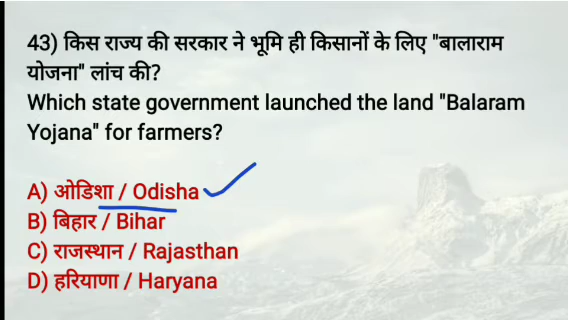 43) किस राज्य की सरकार ने भूमि ही किसानों के लिए "बालाराम
योजना" लांच की?
Which state government launched the land "Balaram
Yojana" for farmers?
A) ओडिशा / Odisha
B) बिहार / Bihar
C) राजस्थान / Rajasthan
D) हरियाणा / Haryana